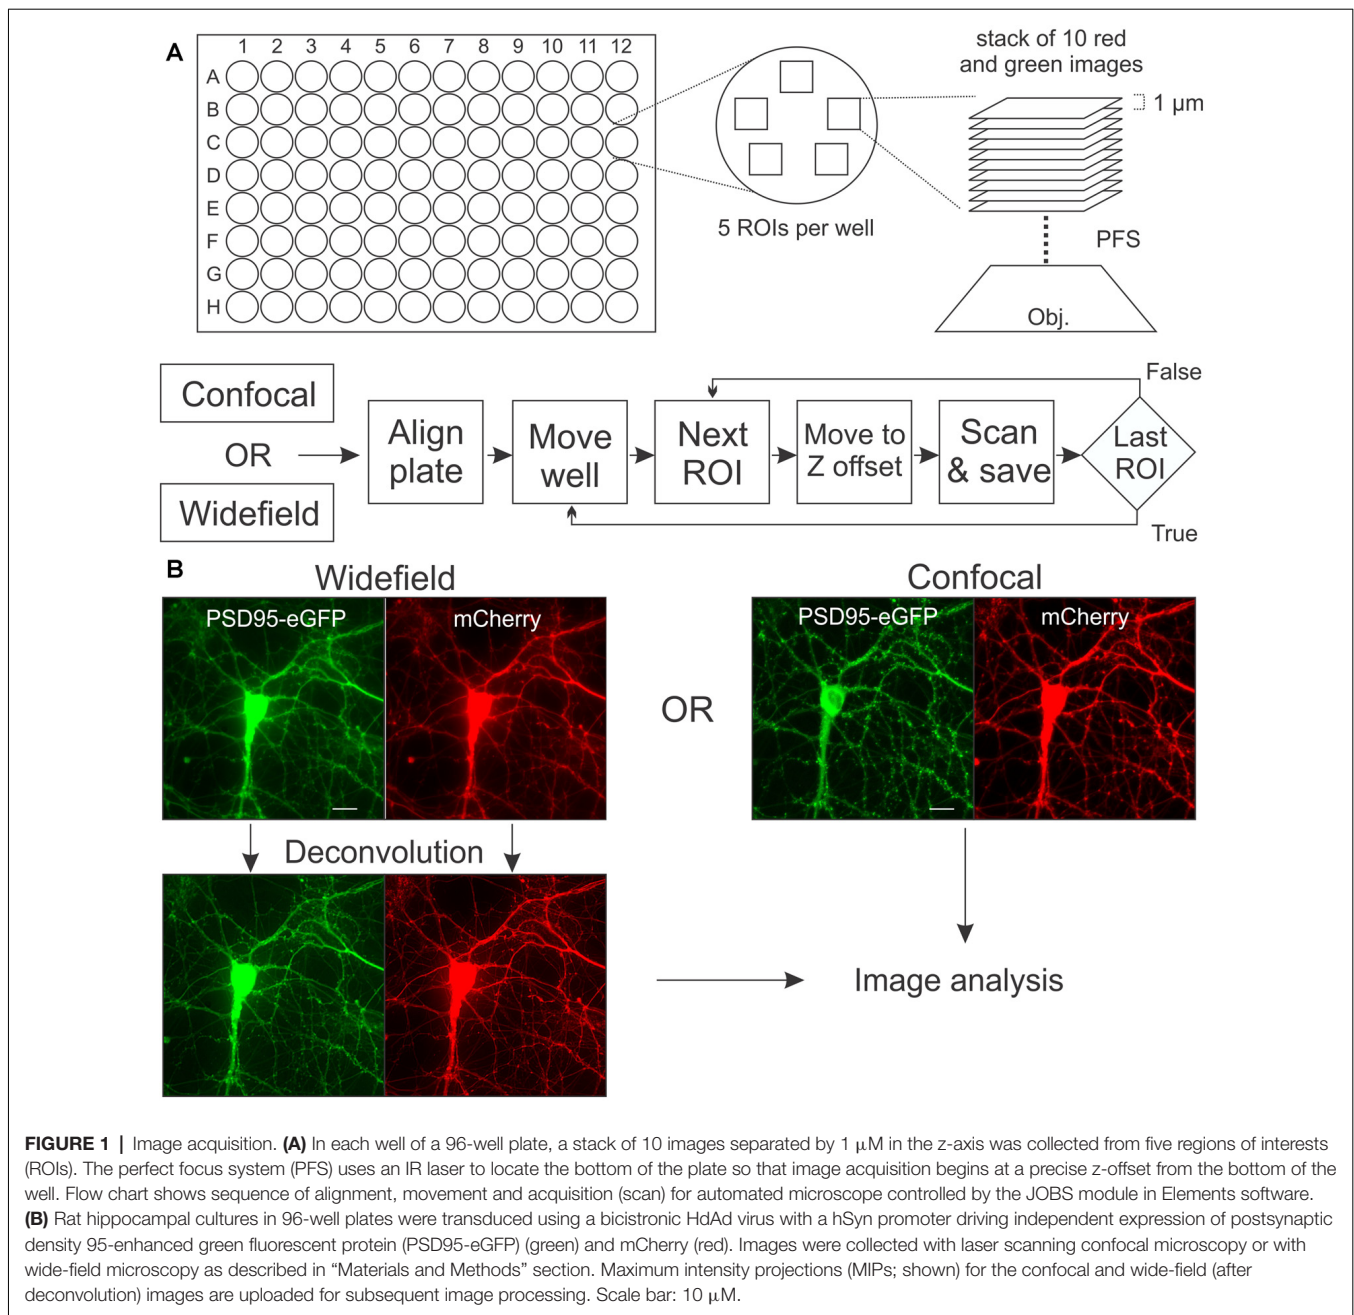 A
1 2 3 4 5 6 7 8 9 10 11 12
A
B
C
D
E
F
G
H
5 ROIs per well
stack of 10 red
and green images
1 μm
PFS
Obj.
Confocal
OR
Widefield
Align
plate
Move
well
Next
ROI
Move to
Z offset
Scan
& save
Last
ROI
False
True
B
Widefield
PSD95-eGFP
mCherry
OR
Confocal
PSD95-eGFP
mCherry
Deconvolution
Image analysis
FIGURE 1 | Image acquisition. (A) In each well of a 96-well plate, a stack of 10 images separated by 1 μM in the z-axis was collected from five regions of interests
(ROIs). The perfect focus system (PFS) uses an IR laser to locate the bottom of the plate so that image acquisition begins at a precise z-offset from the bottom of the
well. Flow chart shows sequence of alignment, movement and acquisition (scan) for automated microscope controlled by the JOBS module in Elements software.
(B) Rat hippocampal cultures in 96-well plates were transduced using a bicistronic HdAd virus with a hSyn promoter driving independent expression of postsynaptic
density 95-enhanced green fluorescent protein (PSD95-eGFP) (green) and mCherry (red). Images were collected with laser scanning confocal microscopy or with
wide-field microscopy as described in “Materials and Methods” section. Maximum intensity projections (MIPs; shown) for the confocal and wide-field (after
deconvolution) images are uploaded for subsequent image processing. Scale bar: 10 μM.